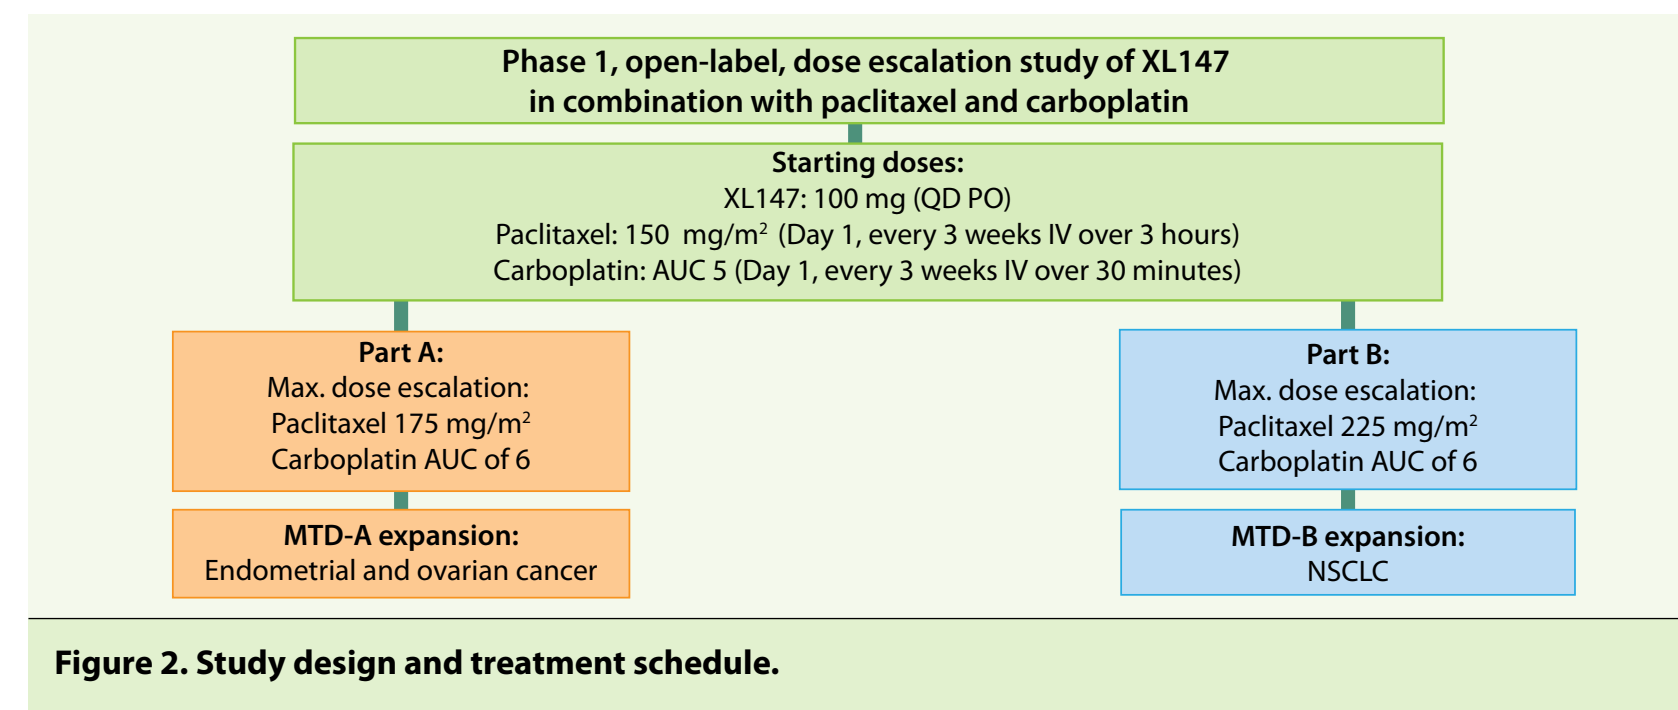 Phase 1, open-label, dose escalation study of XL147
in combination with paclitaxel and carboplatin
Starting doses:
XL147: 100 mg (QD PO)
Paclitaxel: 150 mg/m² (Day 1, every 3 weeks IV over 3 hours)
Carboplatin: AUC 5 (Day 1, every 3 weeks IV over 30 minutes)
Part A:
Max. dose escalation:
Paclitaxel 175 mg/m²
Carboplatin AUC of 6
MTD-A expansion:
Endometrial and ovarian cancer
Part B:
Max. dose escalation:
Paclitaxel 225 mg/m²
Carboplatin AUC of 6
MTD-B expansion:
NSCLC
Figure 2. Study design and treatment schedule.